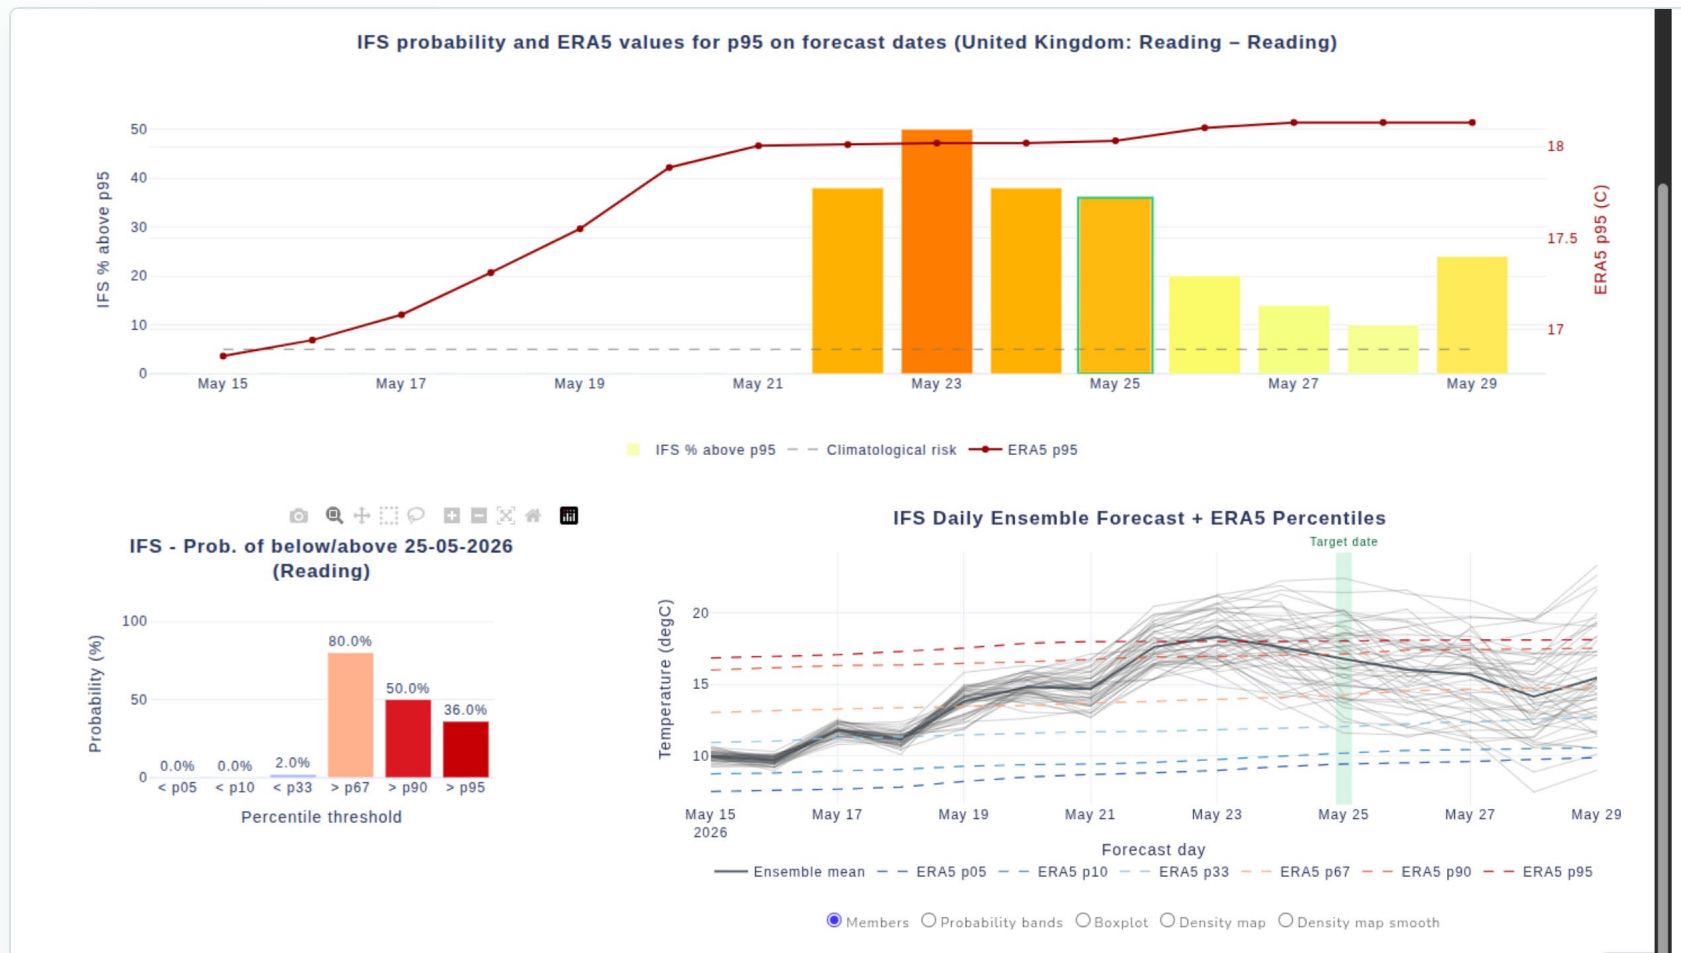 IFS probability and ERA5 values for p95 on forecast dates (United Kingdom: Reading – Reading)
IFS % above p95
50
40
30
20
10
0
18
17.5
17
ERA5 p95 (C)
May 15
May 17
May 19
May 21
May 23
May 25
May 27
May 29
IFS % above p95
Climatological risk
ERA5 p95
IFS - Prob. of below/above 25-05-2026
(Reading)
Probability (%)
100
50
0
0.0%
0.0%
2.0%
80.0%
50.0%
36.0%
< p05
< p10
< p33
> p67
> p90
> p95
Percentile threshold
IFS Daily Ensemble Forecast + ERA5 Percentiles
Target date
Temperature (degC)
20
15
10
May 15
2026
May 17
May 19
May 21
May 23
May 25
May 27
May 29
Forecast day
Ensemble mean
ERA5 p05
ERA5 p10
ERA5 p33
ERA5 p67
ERA5 p90
ERA5 p95
Members
Probability bands
Boxplot
Density map
Density map smooth